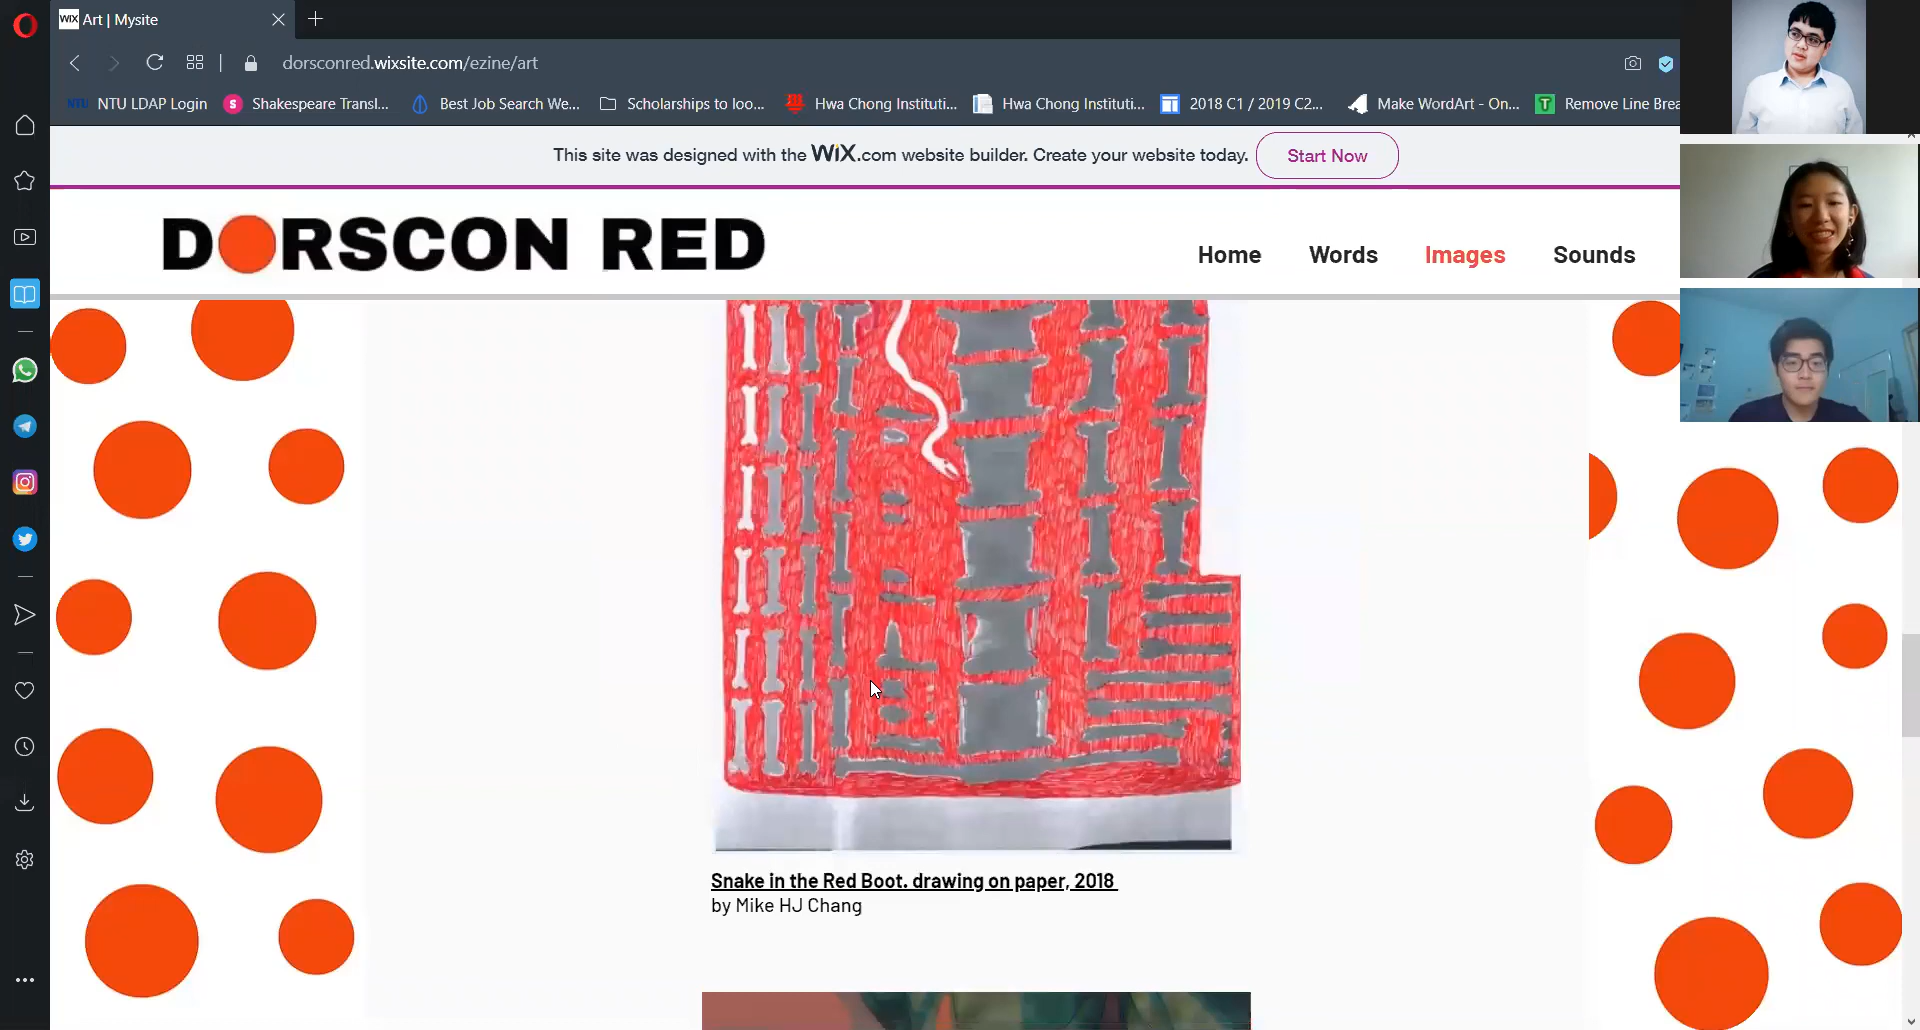 WiX Art | Mysite
dorsconred.wixsite.com/ezine/art
NTU NTU LDAP Login
S Shakespeare Transl...
Best Job Search We...
Scholarships to loo...
Hwa Chong Instituti...
Hwa Chong Instituti...
2018 C1 / 2019 C2...
Make WordArt - On...
T Remove Line Brea
This site was designed with the WiX.com website builder. Create your website today.
Start Now
DORSCON RED
Home
Words
Images
Sounds
Snake in the Red Boot. drawing on paper, 2018
by Mike HJ Chang